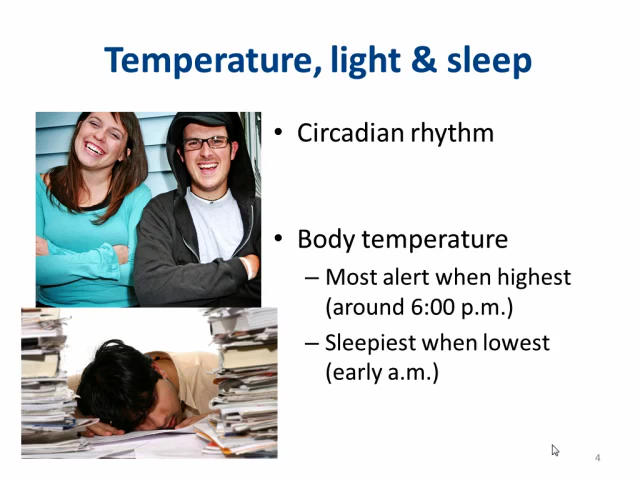 Temperature, light & sleep
• Circadian rhythm
• Body temperature
– Most alert when highest
(around 6:00 p.m.)
– Sleepiest when lowest
(early a.m.)
4